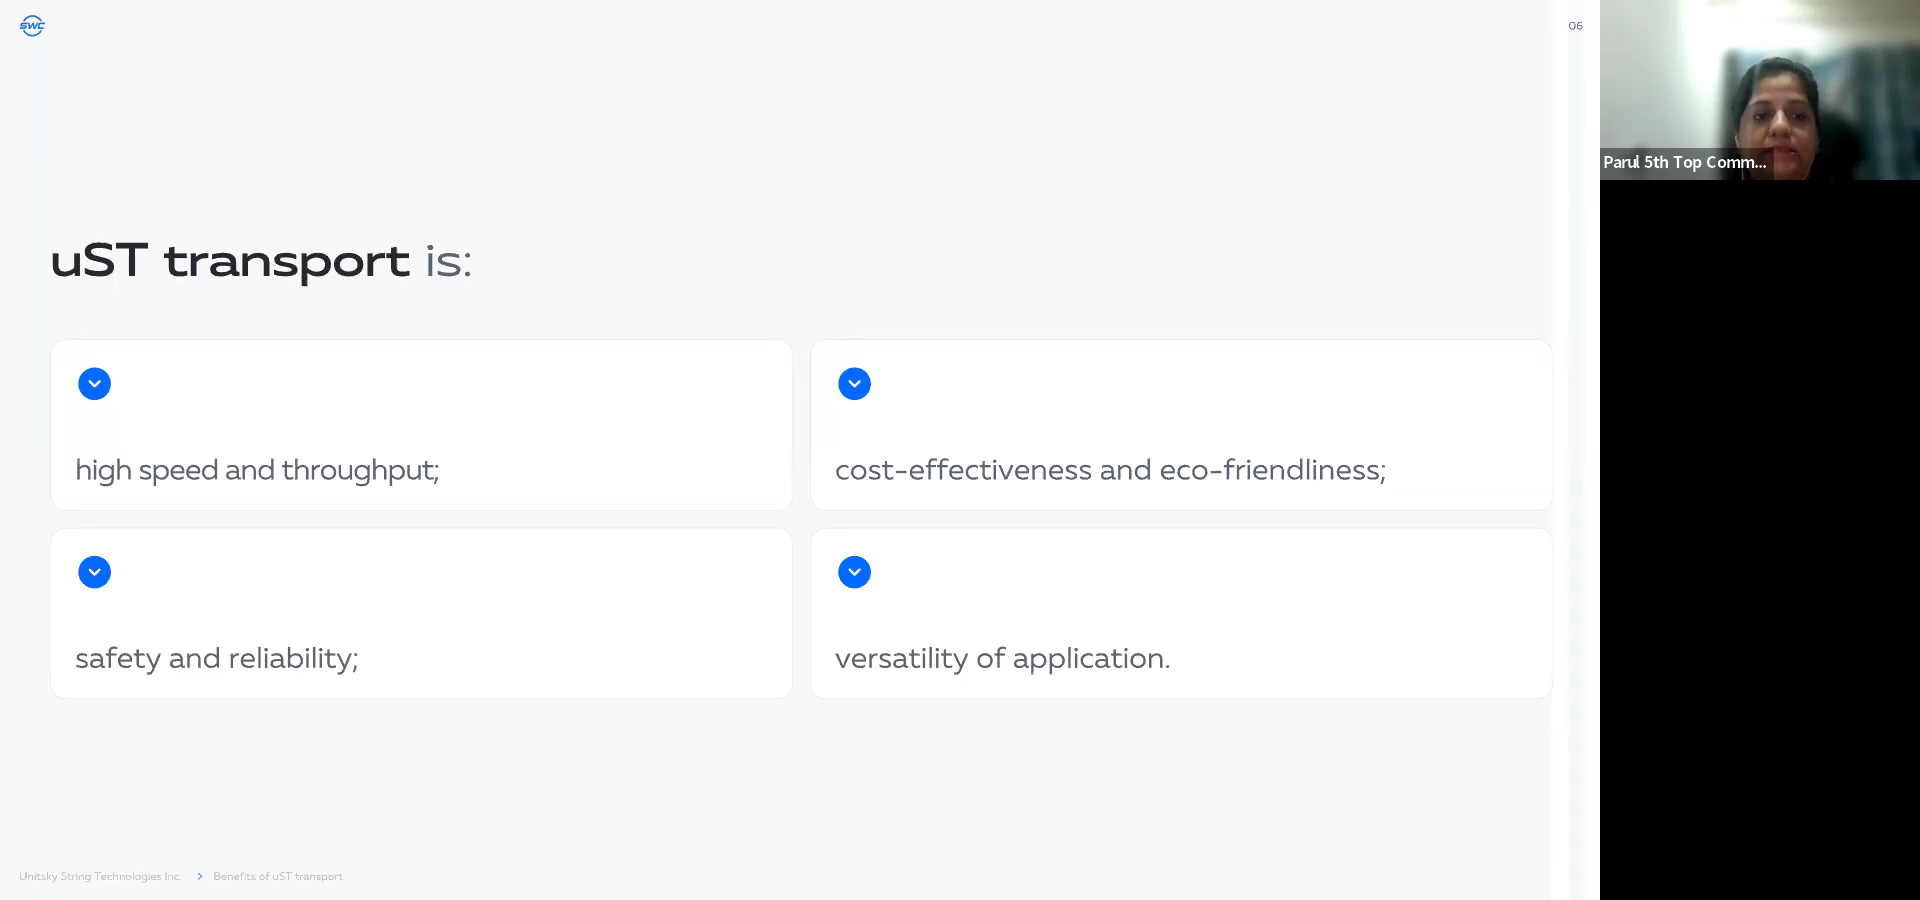 SWC
06
Parul 5th Top Comm...
uST transport is:
high speed and throughput;
cost-effectiveness and eco-friendliness;
safety and reliability;
versatility of application.
Unitsky String Technologies Inc. > Benefits of uST transport